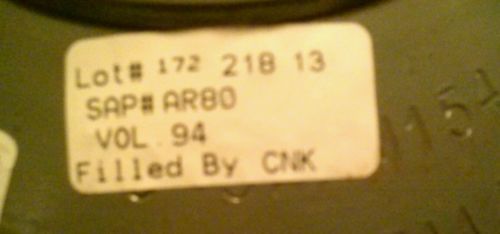 Lot# 172 218 13
SAP# AR80
VOL 94
Filled By CNK